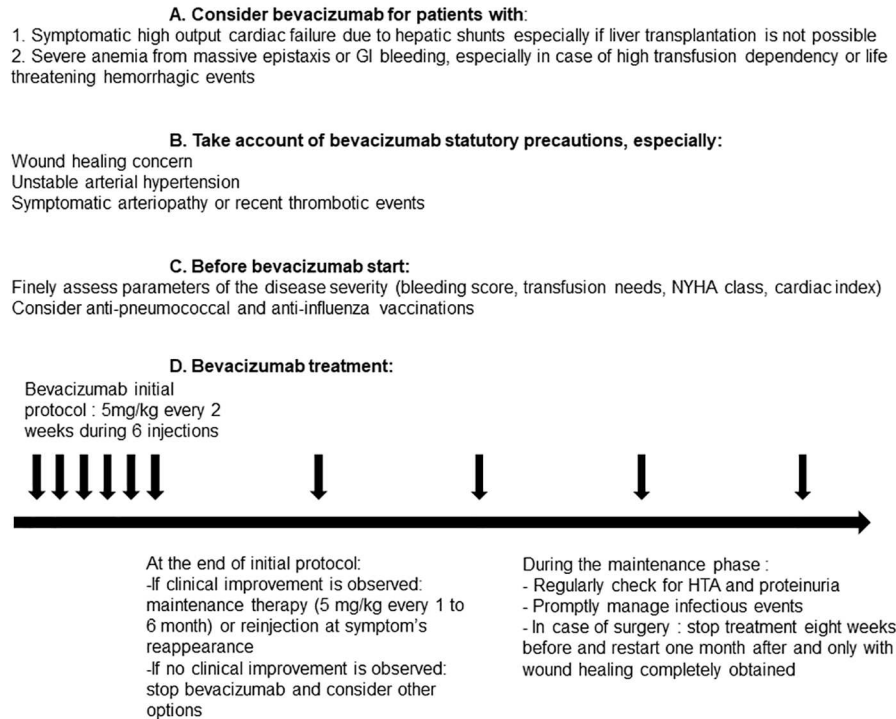 A. Consider bevacizumab for patients with:
1. Symptomatic high output cardiac failure due to hepatic shunts especially if liver transplantation is not possible
2. Severe anemia from massive epistaxis or GI bleeding, especially in case of high transfusion dependency or life
threatening hemorrhagic events
B. Take account of bevacizumab statutory precautions, especially:
Wound healing concern
Unstable arterial hypertension
Symptomatic arteriopathy or recent thrombotic events
C. Before bevacizumab start:
Finely assess parameters of the disease severity (bleeding score, transfusion needs, NYHA class, cardiac index)
Consider anti-pneumococcal and anti-influenza vaccinations
D. Bevacizumab treatment:
Bevacizumab initial
protocol : 5mg/kg every 2
weeks during 6 injections
At the end of initial protocol:
-If clinical improvement is observed:
maintenance therapy (5 mg/kg every 1 to
6 month) or reinjection at symptom's
reappearance
-If no clinical improvement is observed:
stop bevacizumab and consider other
options
During the maintenance phase :
- Regularly check for HTA and proteinuria
- Promptly manage infectious events
- In case of surgery : stop treatment eight weeks
before and restart one month after and only with
wound healing completely obtained